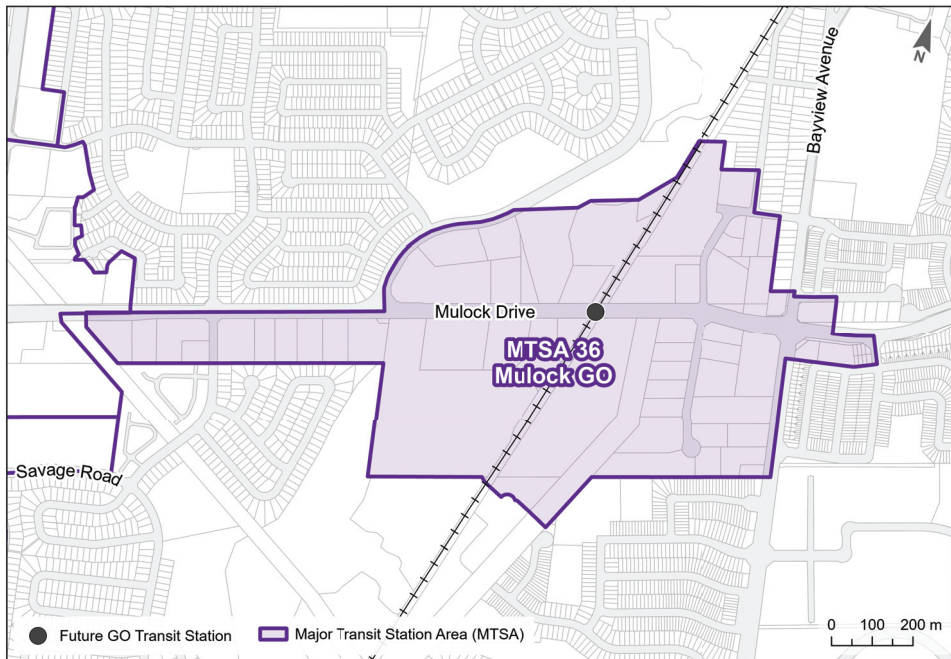 N
Bayview Avenue
Mulock Drive
MTSA 36
Mulock GO
Savage Road
Future GO Transit Station
Major Transit Station Area (MTSA)
0 100 200 m